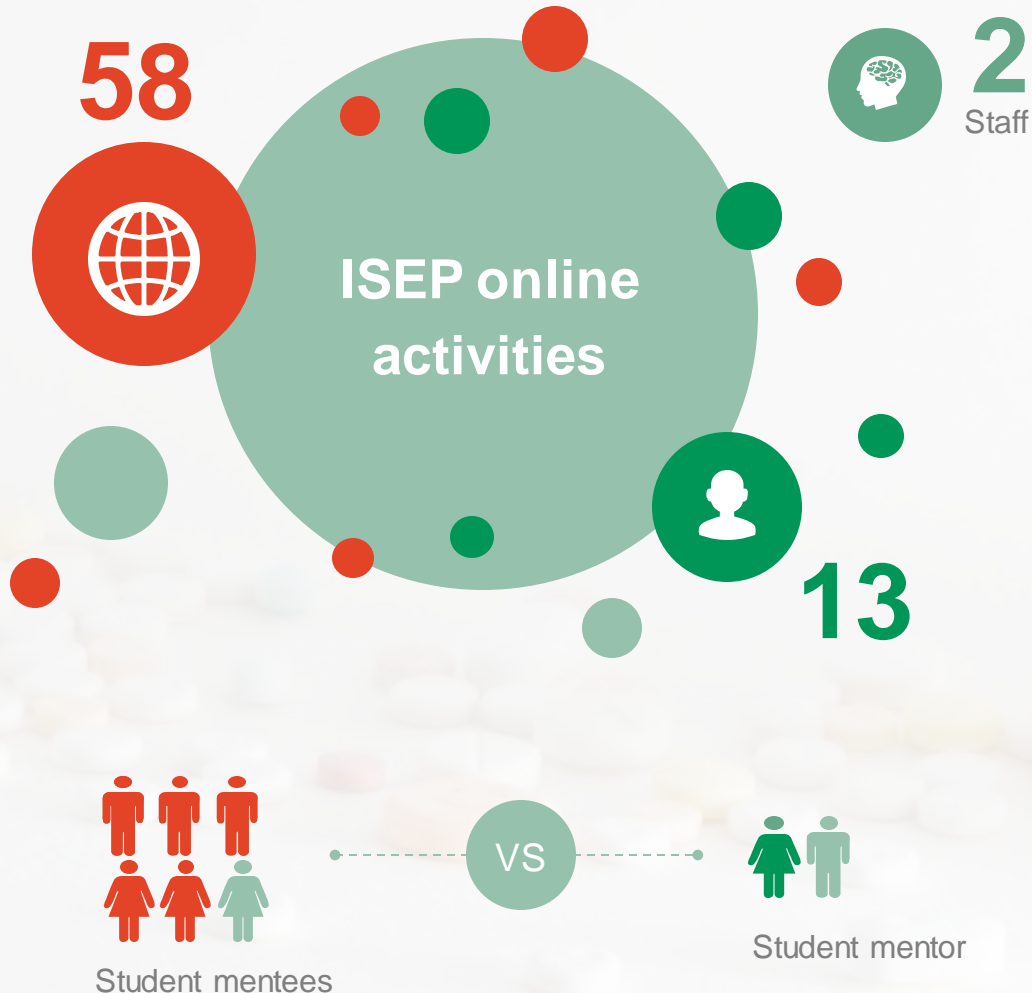 58
2
Staff
ISEP online
activities
13
VS
Student mentor
Student mentees